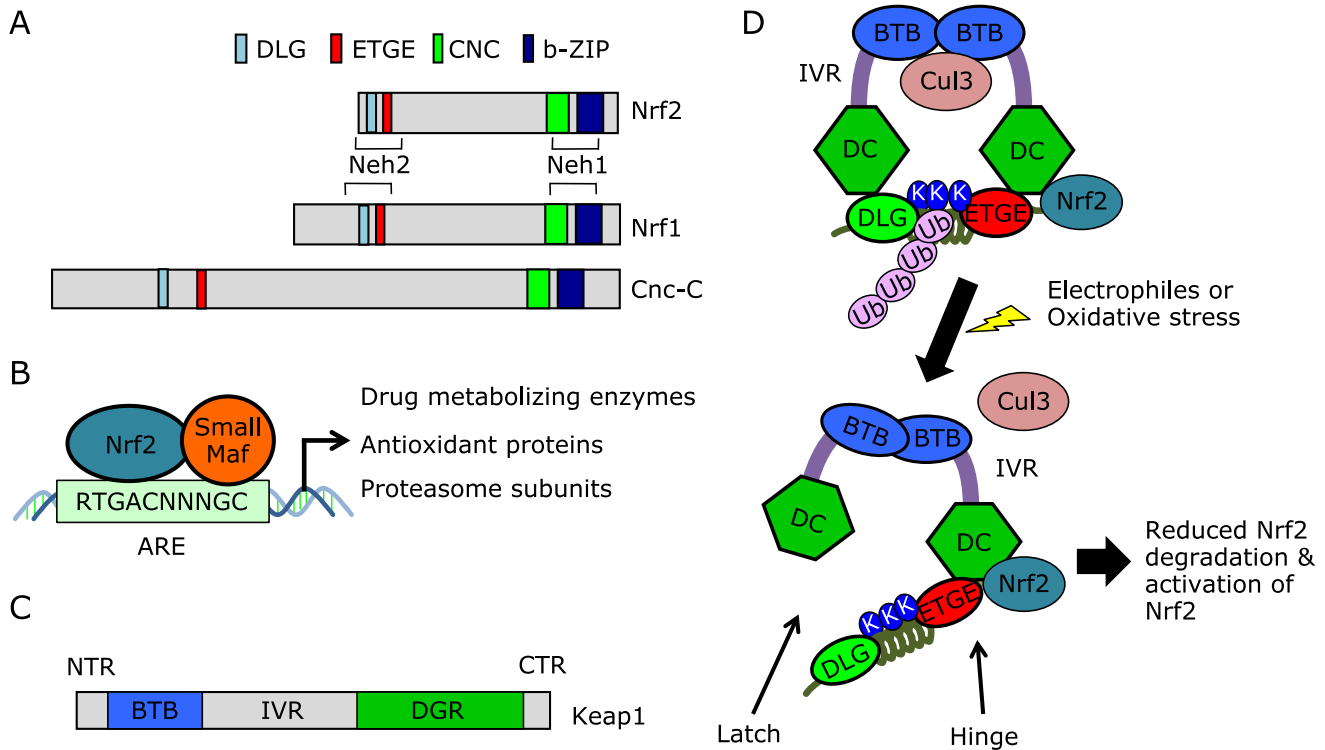 A
DLG
ETGE
CNC
b-ZIP
Nrf2
Neh2
Neh1
Nrf1
Cnc-C
B
Nrf2
Small
Maf
RTGACNNNGC
ARE
Drug metabolizing enzymes
Antioxidant proteins
Proteasome subunits
C
NTR
CTR
BTB
IVR
DGR
Keap1
D
BTB
BTB
IVR
Cul3
DC
DC
K
K
K
DLG
ETGE
Nrf2
Ub
Ub
Ub
Ub
Electrophiles or
Oxidative stress
Cul3
BTB
BTB
IVR
DC
DC
Nrf2
ETGE
K
K
K
DLG
Reduced Nrf2
degradation &
activation of
Nrf2
Latch
Hinge